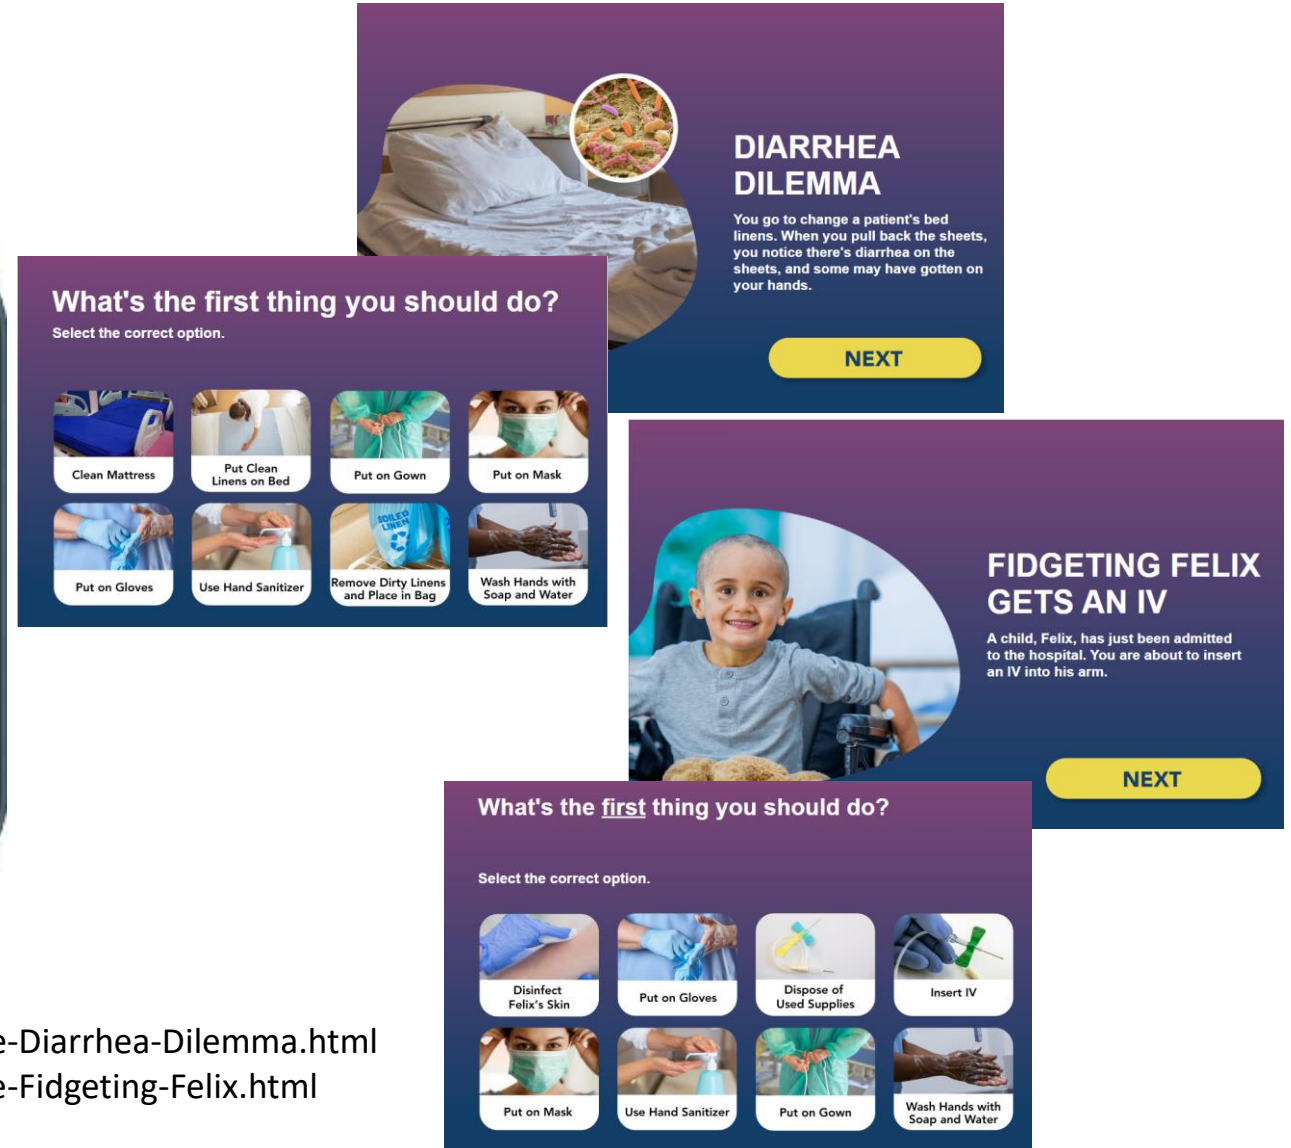 DIARRHEA
DILEMMA
You go to change a patient's bed
linens. When you pull back the sheets,
you notice there's diarrhea on the
sheets, and some may have gotten on
your hands.
NEXT
What's the first thing you should do?
Select the correct option.
Clean Mattress
Put Clean
Linens on Bed
Put on Gown
Put on Mask
SOILED
LINEN
Put on Gloves
Use Hand Sanitizer
Remove Dirty Linens
and Place in Bag
Wash Hands with
Soap and Water
FIDGETING FELIX
GETS AN IV
A child, Felix, has just been admitted
to the hospital. You are about to insert
an IV into his arm.
NEXT
What's the first thing you should do?
Select the correct option.
Disinfect
Felix's Skin
Put on Gloves
Dispose of
Used Supplies
Insert IV
Put on Mask
Use Hand Sanitizer
Put on Gown
Wash Hands with
Soap and Water
e-Diarrhea-Dilemma.html
e-Fidgeting-Felix.html